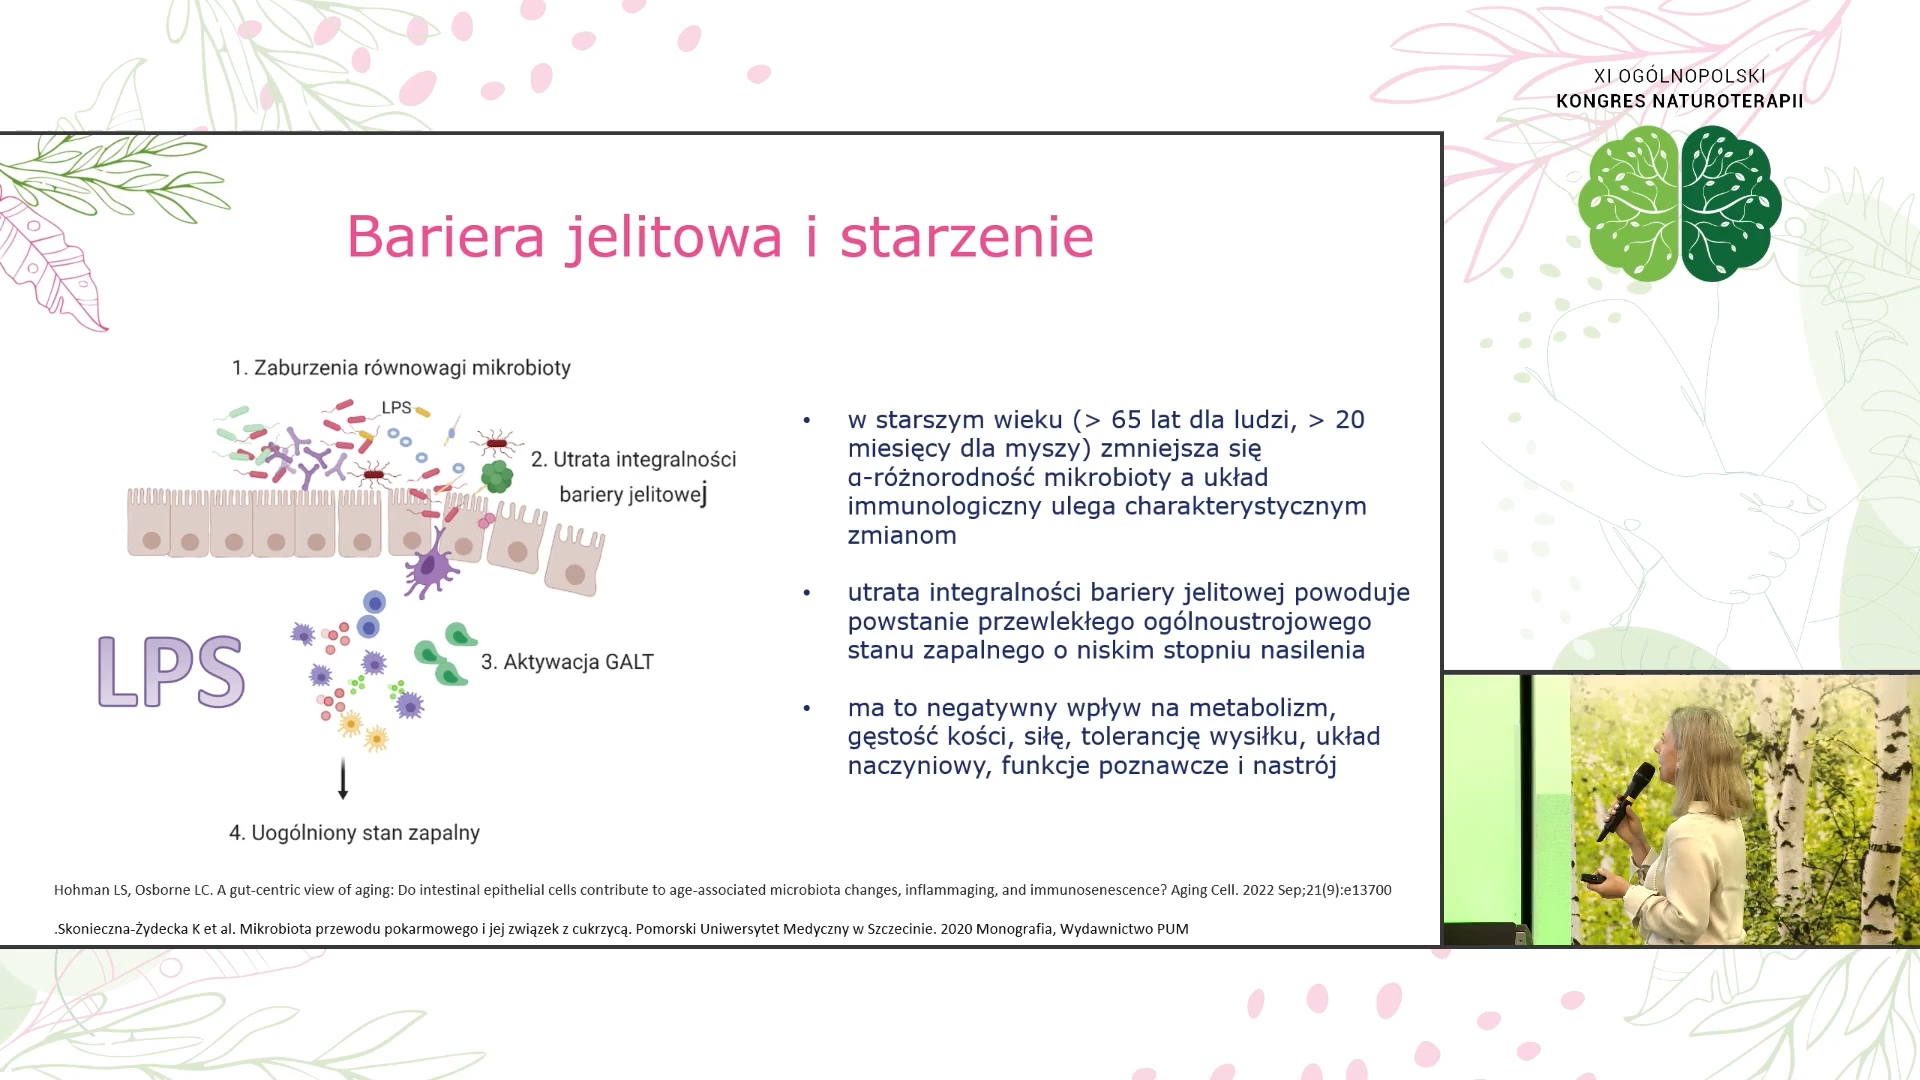 XI OGÓLNOPOLSKI
KONGRES NATUROTERAPII
Bariera jelitowa i starzenie
1. Zaburzenia równowagi mikrobioty
LPS
2. Utrata integralności
bariery jelitowej
LPS
3. Aktywacja GALT
4. Uogólniony stan zapalny
• w starszym wieku (> 65 lat dla ludzi, > 20
miesięcy dla myszy) zmniejsza się
α-różnorodność mikrobioty a układ
immunologiczny ulega charakterystycznym
zmianom
• utrata integralności bariery jelitowej powoduje
powstanie przewlekłego ogólnoustrojowego
stanu zapalnego o niskim stopniu nasilenia
• ma to negatywny wpływ na metabolizm,
gęstość kości, siłę, tolerancję wysiłku, układ
naczyniowy, funkcje poznawcze i nastrój
Hohman LS, Osborne LC. A gut-centric view of aging: Do intestinal epithelial cells contribute to age-associated microbiota changes, inflammaging, and immunosenescence? Aging Cell. 2022 Sep;21(9):e13700
.Skonieczna-Żydecka K et al. Mikrobiota przewodu pokarmowego i jej związek z cukrzycą. Pomorski Uniwersytet Medyczny w Szczecinie. 2020 Monografia, Wydawnictwo PUM